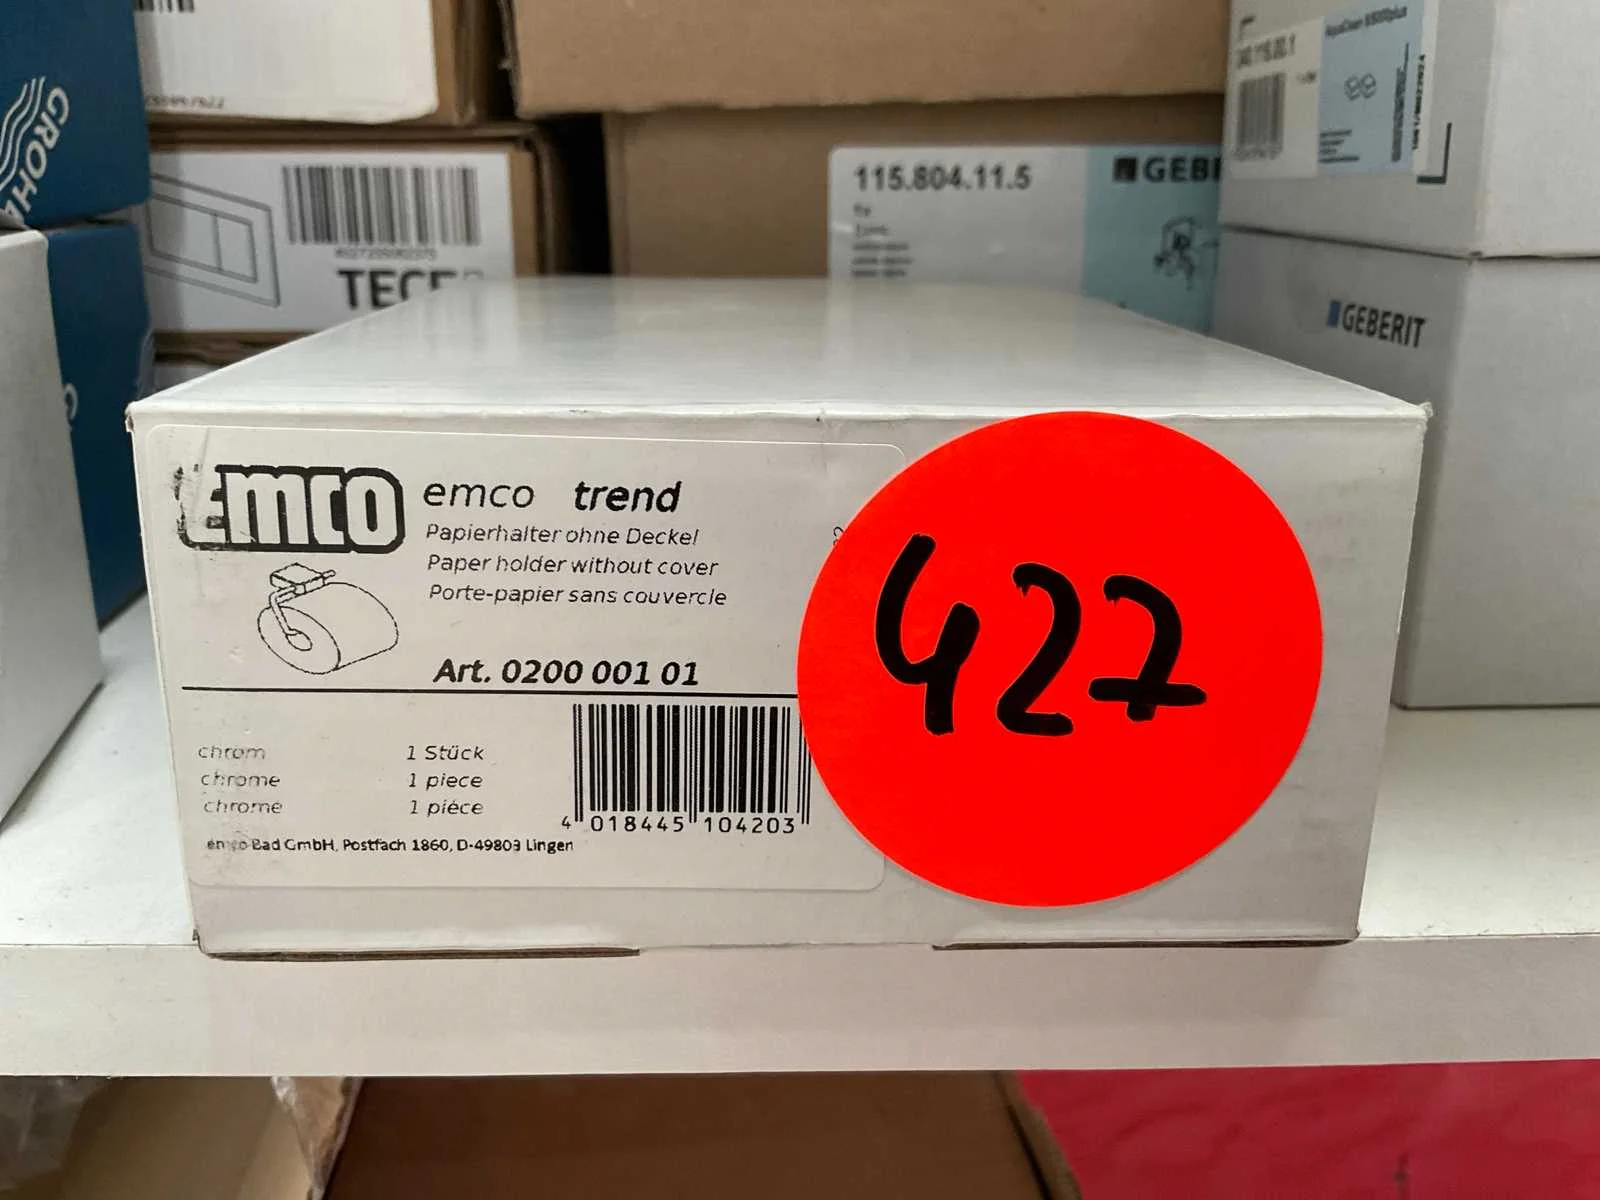 GROHE
TECE
115.804.11.5
GEBE
GEBERIT
emco
emco trend
Papierhalter ohne Deckel
Paper holder without cover
Porte-papier sans couvercle
Art. 0200 001 01
chrom 1 Stück
chrome 1 piece
chrome 1 pièce
4 018445 104203
emco Bad GmbH, Postfach 1860, D-49803 Lingen
427